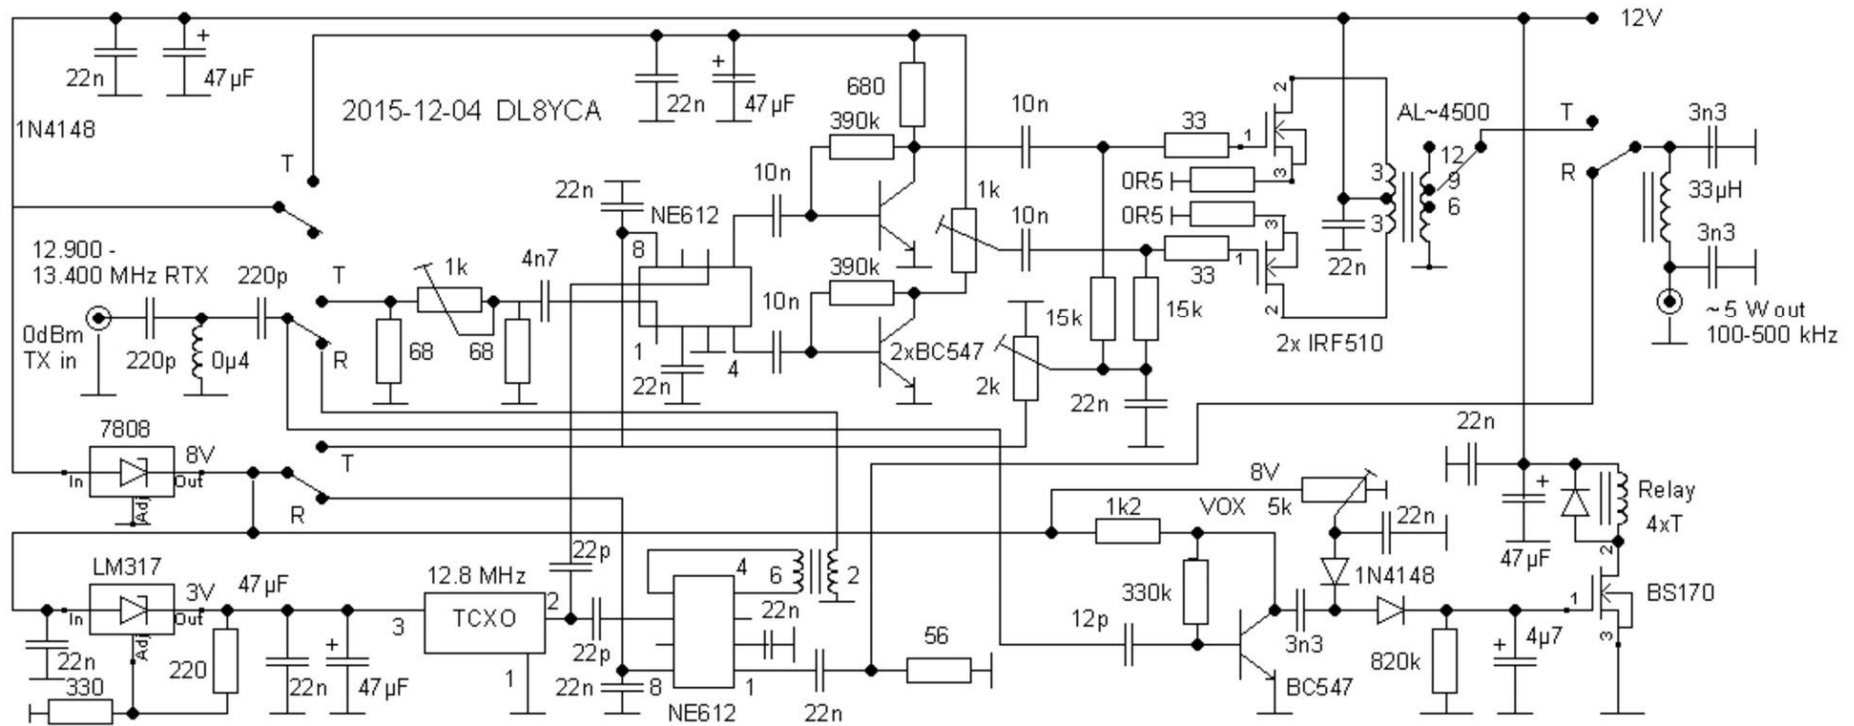 12V
22n
+
47µF
1N4148
2015-12-04 DL8YCA
22n
+
47µF
680
390k
10n
33
1
2
3
AL~4500
12
9
6
3
3
T
R
3n3
33µH
3n3
T
22n
NE612
10n
1k
10n
0R5
0R5
33
1
3
2
22n
12.900 -
13.400 MHz RTX
220p
T
1k
4n7
8
390k
10n
0dBm
TX in
220p
0µ4
R
68
68
1
22n
4
2xBC547
2k
15k
15k
22n
2x IRF510
~5 W out
100-500 kHz
7808
8V
In
Out
Adj
T
R
22n
8V
VOX
5k
1k2
22n
+
47µF
Relay
4xT
LM317
3V
In
Out
Adj
47µF
12.8 MHz
TCXO
3
2
1
22p
22p
4
6
2
22n
330k
1N4148
2
1
3
BS170
22n
330
220
22n
+
47µF
22n
8
1
NE612
22n
56
12p
3n3
BC547
820k
4µ7
+